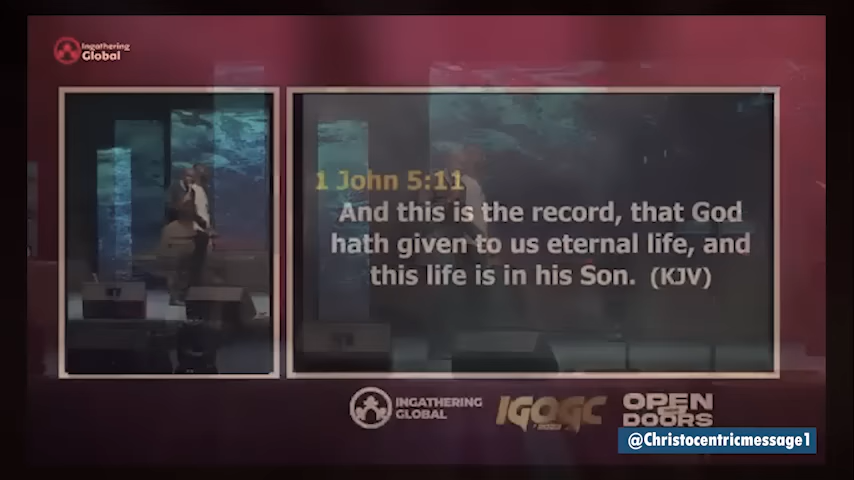 Ingathering
Global
1 John 5:11
And this is the record, that God
hath given to us eternal life, and
this life is in his Son. (KJV)
INGATHERING
GLOBAL
IGOGC
OPEN
DOORS
@Christocentricmessage1